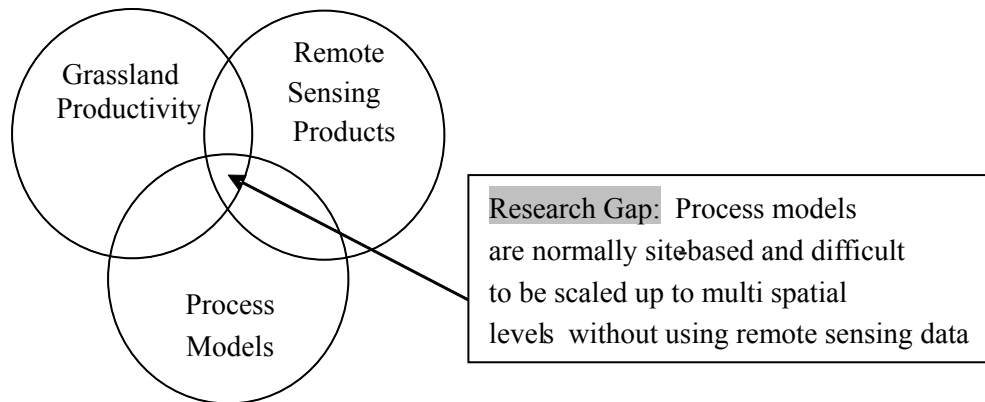 Grassland
Productivity
Remote
Sensing
Products
Process
Models
Research Gap: Process models
are normally site-based and difficult
to be scaled up to multi spatial
levels without using remote sensing data